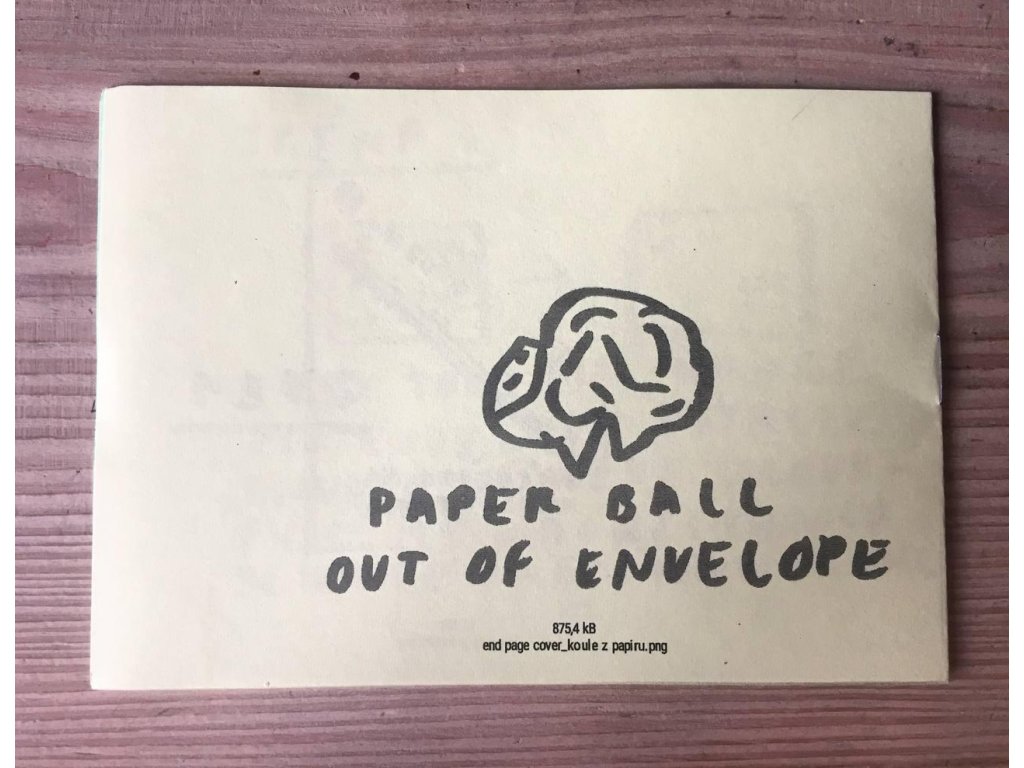 PAPER BALL
OUT OF ENVELOPE
875,4 kB
end page cover_koule z papiru.png